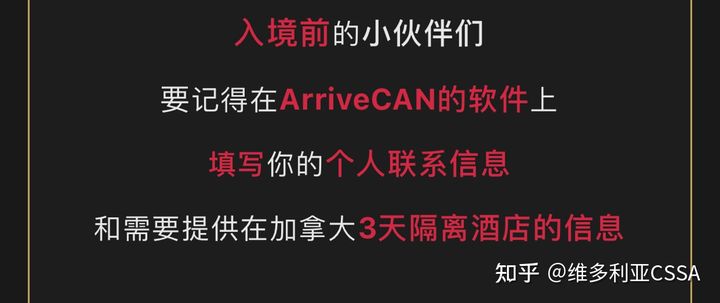 入境前的小伙伴们
要记得在ArriveCAN的软件上
填写你的个人联系信息
和需要提供在加拿大3天隔离酒店的信息
知乎 @维多利亚CSSA